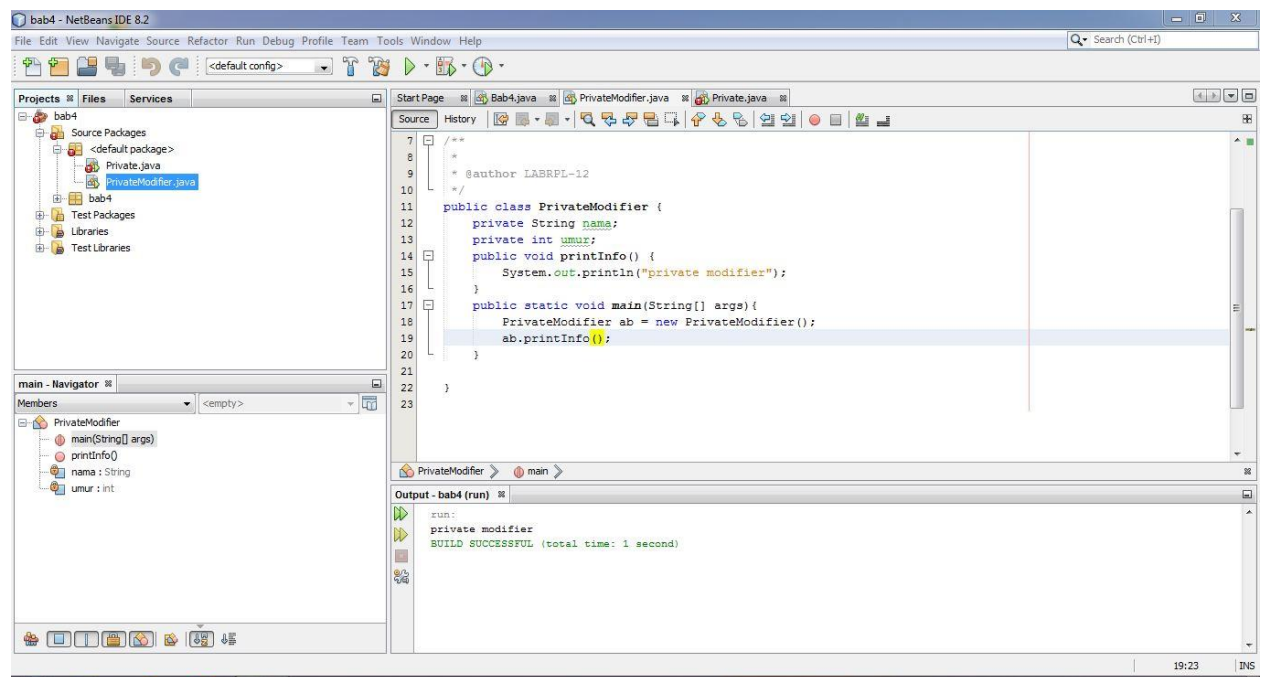 bab4 - NetBeans IDE 8.2
File Edit View Navigate Source Refactor Run Debug Profile Team Tools Window Help
Search (Ctrl+I)
<default config>
Projects Files Services
bab4
Source Packages
<default package>
Private.java
PrivateModifier.java
bab4
Test Packages
Libraries
Test Libraries
Start Page Bab4.java PrivateModifier.java Private.java
Source History
7 /**
8 *
9 * @author LABRPL-12
10 */
11 public class PrivateModifier {
12 private String nama;
13 private int umur;
14 public void printInfo() {
15 System.out.println("private modifier");
16 }
17 public static void main(String[] args){
18 PrivateModifier ab = new PrivateModifier();
19 ab.printInfo();
20 }
21
22 }
23
PrivateModifier main
main - Navigator
Members <empty>
PrivateModifier
main(String[] args)
printInfo()
nama : String
umur : int
Output - bab4 (run)
run:
private modifier
BUILD SUCCESSFUL (total time: 1 second)
19:23 INS